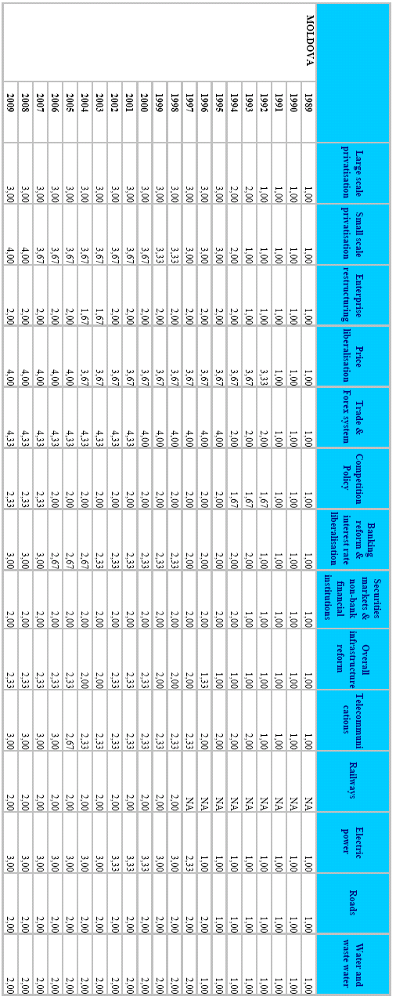 Large scale privatisation Small scale privatisation Enterprise restructuring Price liberalisation Trade & Forex system Competition Policy Banking reform & interest rate liberalisation Securities markets & non-bank financial institutions Overall infrastructure reform Telecommuni cations Railways Electric power Roads Water and waste water
MOLDOVA 1989 1,00 1,00 1,00 1,00 1,00 1,00 1,00 1,00 1,00 1,00 NA 1,00 1,00 1,00
1990 1,00 1,00 1,00 1,00 1,00 1,00 1,00 1,00 1,00 1,00 NA 1,00 1,00 1,00
1991 1,00 1,00 1,00 1,00 1,00 1,00 1,00 1,00 1,00 1,00 NA 1,00 1,00 1,00
1992 1,00 1,00 1,00 3,33 2,00 1,67 1,00 1,00 1,00 1,00 NA 1,00 1,00 1,00
1993 2,00 1,00 1,00 3,67 2,00 1,67 2,00 1,00 1,00 2,00 NA 1,00 1,00 1,00
1994 2,00 2,00 2,00 3,67 2,00 1,67 2,00 2,00 1,00 2,00 NA 1,00 1,00 1,00
1995 3,00 3,00 2,00 3,67 4,00 2,00 2,00 2,00 1,00 2,00 NA 1,00 1,00 1,00
1996 3,00 3,00 2,00 3,67 4,00 2,00 2,00 2,00 1,33 2,00 NA 1,00 2,00 1,00
1997 3,00 3,00 2,00 3,67 4,00 2,00 2,00 2,00 2,00 2,33 NA 2,33 2,00 2,00
1998 3,00 3,33 2,00 3,67 4,00 2,00 2,33 2,00 2,00 2,33 2,00 3,00 2,00 2,00
1999 3,00 3,33 2,00 3,67 4,00 2,00 2,33 2,00 2,00 2,33 2,00 3,00 2,00 2,00
2000 3,00 3,67 2,00 3,67 4,00 2,00 2,33 2,00 2,33 2,33 2,00 3,33 2,00 2,00
2001 3,00 3,67 2,00 3,67 4,33 2,00 2,33 2,00 2,33 2,33 2,00 3,33 2,00 2,00
2002 3,00 3,67 2,00 3,67 4,33 2,00 2,33 2,00 2,33 2,33 2,00 3,33 2,00 2,00
2003 3,00 3,67 1,67 3,67 4,33 2,00 2,33 2,00 2,00 2,33 2,00 3,00 2,00 2,00
2004 3,00 3,67 1,67 3,67 4,33 2,00 2,67 2,00 2,00 2,33 2,00 3,00 2,00 2,00
2005 3,00 3,67 2,00 4,00 4,33 2,00 2,67 2,00 2,33 2,67 2,00 3,00 2,00 2,00
2006 3,00 3,67 2,00 4,00 4,33 2,00 2,67 2,00 2,33 3,00 2,00 3,00 2,00 2,00
2007 3,00 3,67 2,00 4,00 4,33 2,33 3,00 2,00 2,33 3,00 2,00 3,00 2,00 2,00
2008 3,00 4,00 2,00 4,00 4,33 2,33 3,00 2,00 2,33 3,00 2,00 3,00 2,00 2,00
2009 3,00 4,00 2,00 4,00 4,33 2,33 3,00 2,00 2,33 3,00 2,00 3,00 2,00 2,00